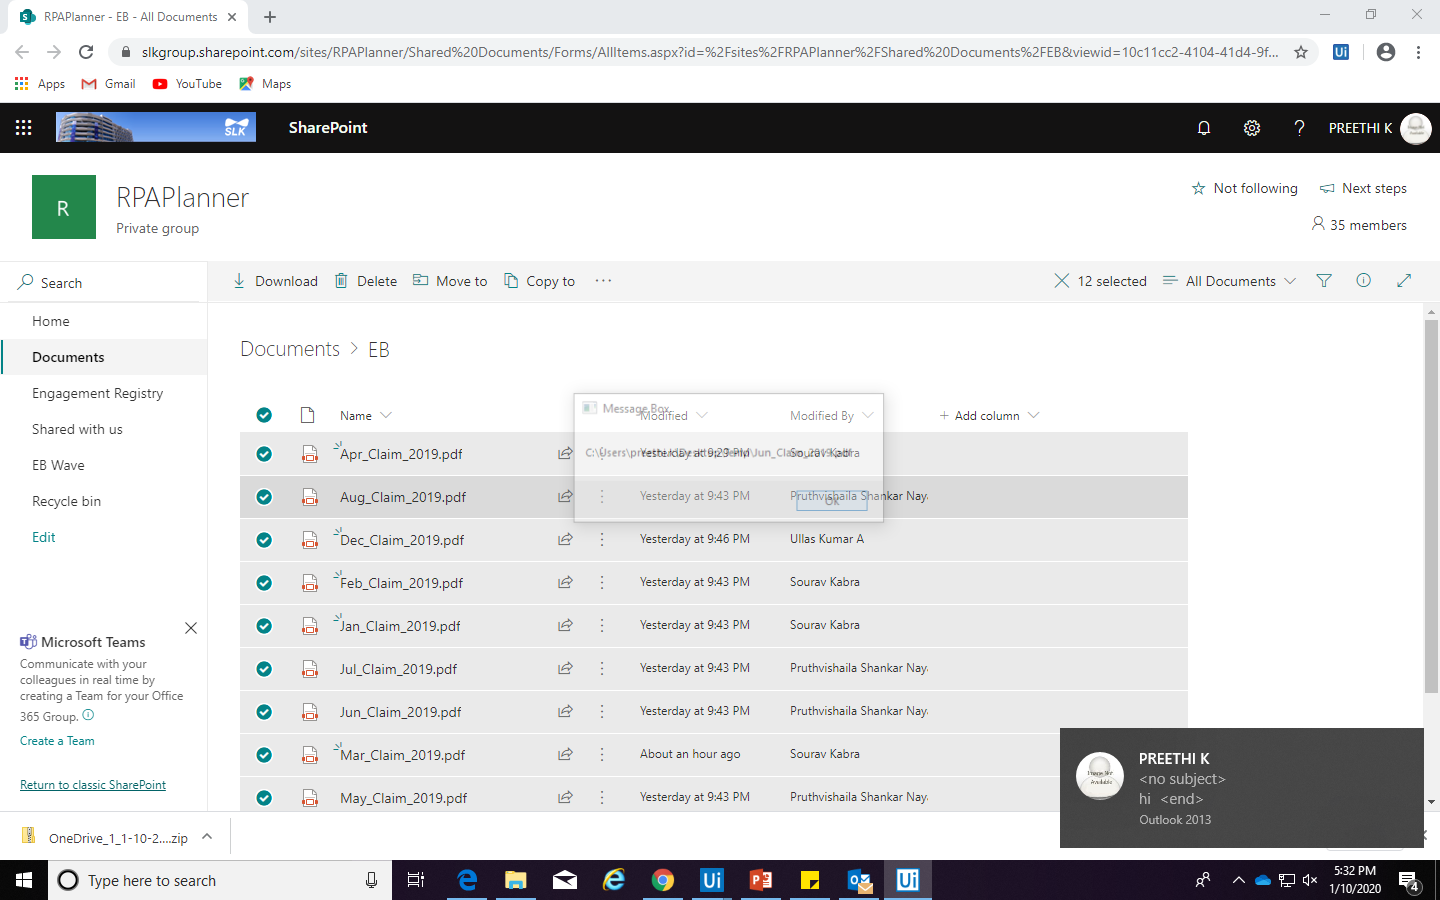 RPAPlanner - EB - All Documents
slkgroup.sharepoint.com/sites/RPAPlanner/Shared%20Documents/Forms/AllItems.aspx?id=%2Fsites%2FRPAPlanner%2FShared%20Documents%2FEB&viewid=10c11cc2-4104-41d4-9f...
Ui
Apps Gmail YouTube Maps
SLK SharePoint PREETHI K
R RPAPlanner
Private group
Not following Next steps
35 members
Search Download Delete Move to Copy to ... 12 selected All Documents
Home
Documents
Engagement Registry
Shared with us
EB Wave
Recycle bin
Edit
Documents > EB
Name Modified Modified By + Add column
Message Box
Apr_Claim_2019.pdf Yesterday at 9:29 PM Sourav Kabra
Aug_Claim_2019.pdf Yesterday at 9:43 PM Pruthvishaila Shankar Nay
Ok
Dec_Claim_2019.pdf Yesterday at 9:46 PM Ullas Kumar A
Feb_Claim_2019.pdf Yesterday at 9:43 PM Sourav Kabra
Jan_Claim_2019.pdf Yesterday at 9:43 PM Sourav Kabra
Jul_Claim_2019.pdf Yesterday at 9:43 PM Pruthvishaila Shankar Nay
Jun_Claim_2019.pdf Yesterday at 9:43 PM Pruthvishaila Shankar Nay
Mar_Claim_2019.pdf About an hour ago Sourav Kabra
May_Claim_2019.pdf Yesterday at 9:43 PM Pruthvishaila Shankar Nay
Microsoft Teams
Communicate with your
colleagues in real time by
creating a Team for your Office
365 Group.
Create a Team
Return to classic SharePoint
PREETHI K
<no subject>
hi <end>
Outlook 2013
OneDrive_1_1-10-2....zip
Type here to search
Ui Ui
5:32 PM
1/10/2020
4